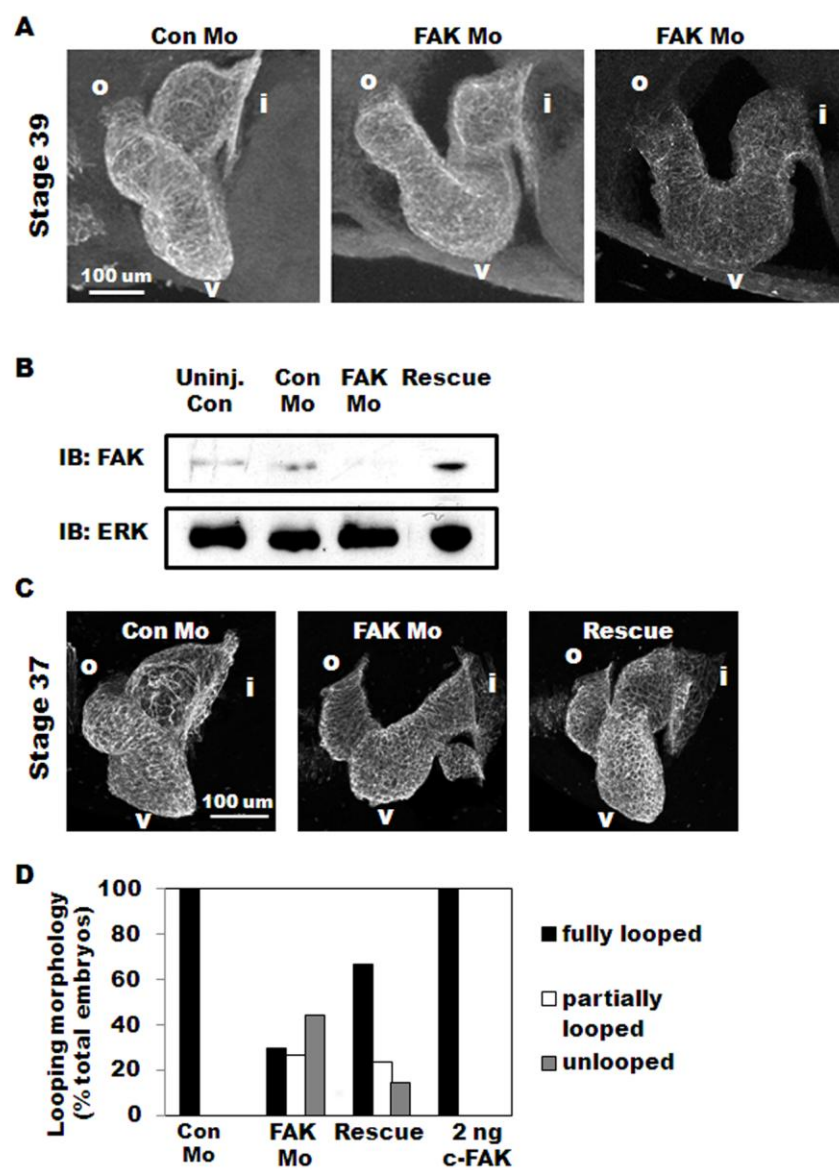 A
Con Mo
FAK Mo
FAK Mo
Stage 39
o
i
v
100 um
o
i
v
o
i
v
B
Uninj.
Con
Con
Mo
FAK
Mo
Rescue
IB: FAK
IB: ERK
C
Stage 37
Con Mo
o
i
v
100 um
FAK Mo
o
i
v
Rescue
o
i
v
D
Looping morphology
(% total embryos)
100
80
60
40
20
0
Con
Mo
FAK
Mo
Rescue
2 ng
c-FAK
fully looped
partially
looped
unlooped